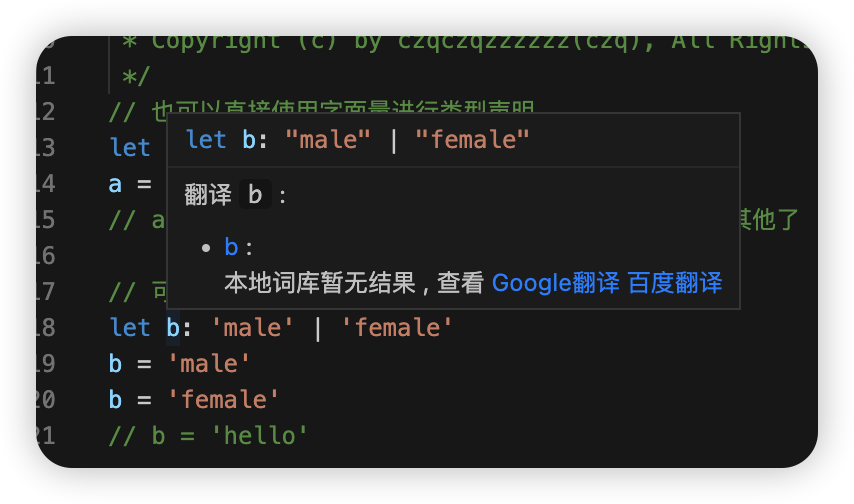 * Copyright (c) by czqczqzzzzzz(czq), All Right
11 */
12 // 也可以直接使用字面量进行类型声明
13 let
let b: "male" | "female"
14 a =
翻译 b :
15 // a 其他了
16
b :
本地词库暂无结果 , 查看 Google翻译 百度翻译
17 // 可
18 let b: 'male' | 'female'
19 b = 'male'
20 b = 'female'
21 // b = 'hello'